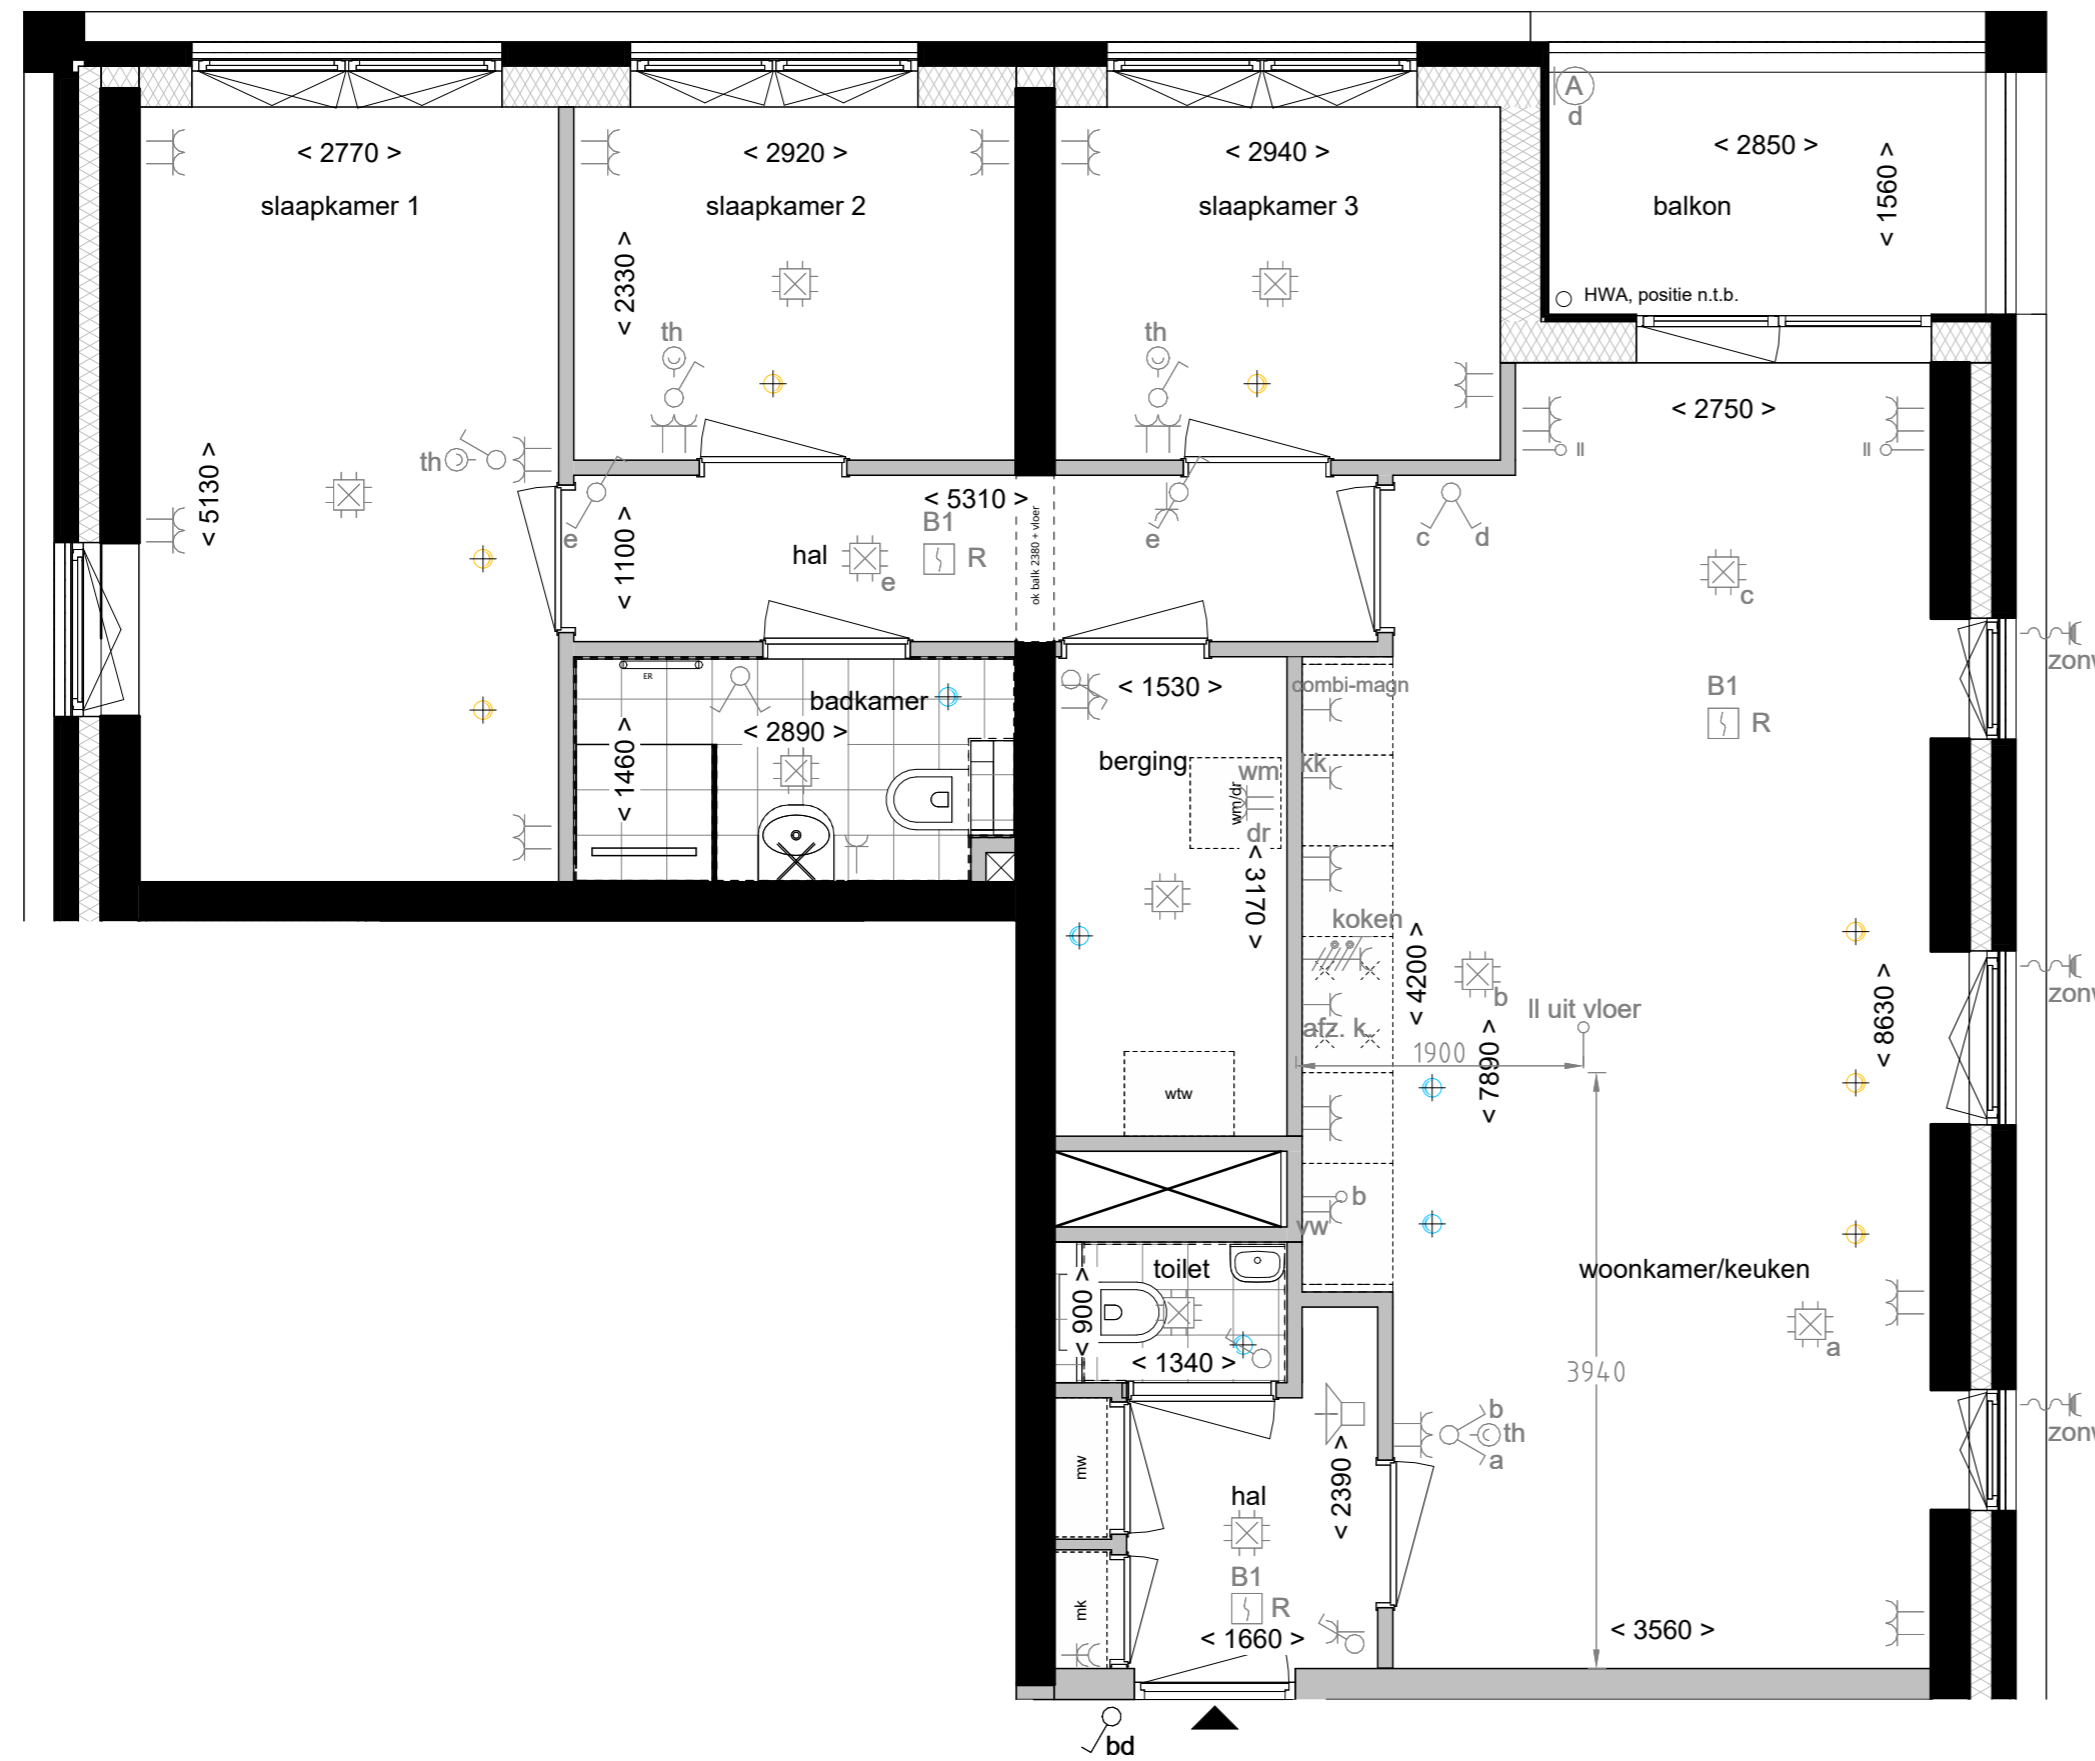 A
d
< 2770 >
< 2920 >
< 2940 >
< 2850 >
< 1560 >
slaapkamer 1
slaapkamer 2
slaapkamer 3
balkon
< 2330 >
HWA, positie n.t.b.
th
th
< 2750 >
th
< 5130 >
ll
ll
< 5310 >
B1
R
e
< 1100 >
hal
e
ok balk 2380 + vloer
e
c
d
c
zonw
ER
badkamer
< 2890 >
< 1460 >
< 1530 >
combi-magn
B1
R
berging
wm
kk
wm/dr
dr
< 3170 >
koken
< 4200 >
b
ll uit vloer
< 8630 >
zonw
afz. k.
1900
< 7890 >
wtw
b
vw
toilet
< 900 >
< 1340 >
woonkamer/keuken
a
3940
b
th
a
zonw
mw
hal
< 2390 >
B1
R
mk
< 1660 >
< 3560 >
bd